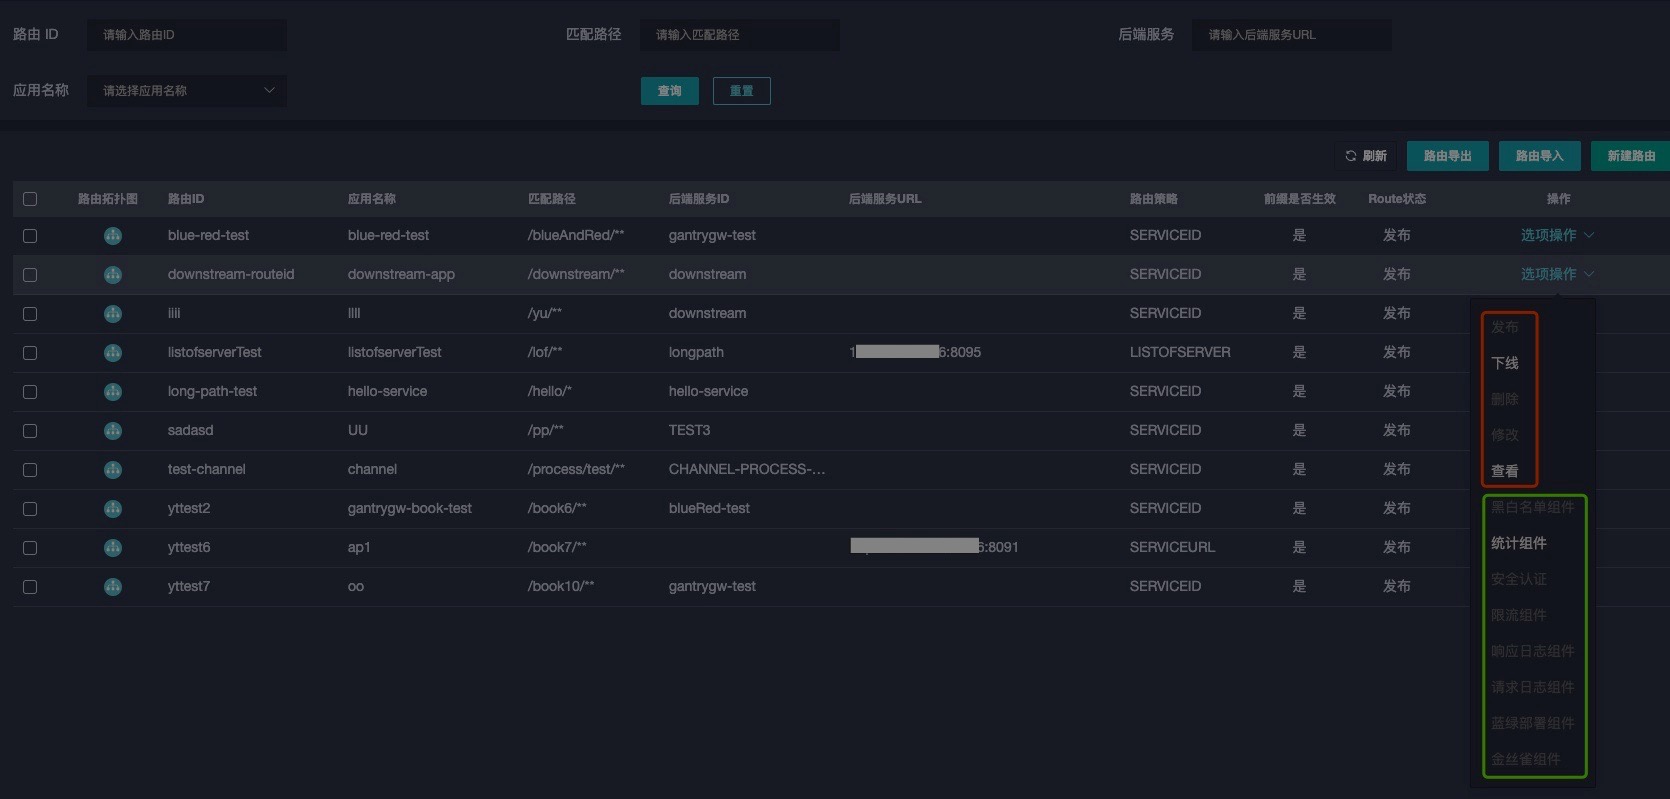 路由 ID 请输入路由ID 匹配路径 请输入匹配路径 后端服务 请输入后端服务URL
应用名称 请选择应用名称 查询 重置
刷新 路由导出 路由导入 新建路由
路由拓扑图 路由ID 应用名称 匹配路径 后端服务ID 后端服务URL 路由策略 前缀是否生效 Route状态 操作
blue-red-test blue-red-test /blueAndRed/** gantrygw-test SERVICEID 是 发布 选项操作
downstream-routeid downstream-app /downstream/** downstream SERVICEID 是 发布 选项操作
iiii llll /yu/** downstream SERVICEID 是 发布
listofserverTest listofserverTest /lof/** longpath 1 6:8095 LISTOFSERVER 是 发布
long-path-test hello-service /hello/* hello-service SERVICEID 是 发布
sadasd UU /pp/** TEST3 SERVICEID 是 发布
test-channel channel /process/test/** CHANNEL-PROCESS-... SERVICEID 是 发布
yttest2 gantrygw-book-test /book6/** blueRed-test SERVICEID 是 发布
yttest6 ap1 /book7/** 6:8091 SERVICEURL 是 发布
yttest7 oo /book10/** gantrygw-test SERVICEID 是 发布
发布
下线
删除
修改
查看
黑白名单组件
统计组件
安全认证
限流组件
响应日志组件
请求日志组件
蓝绿部署组件
金丝雀组件